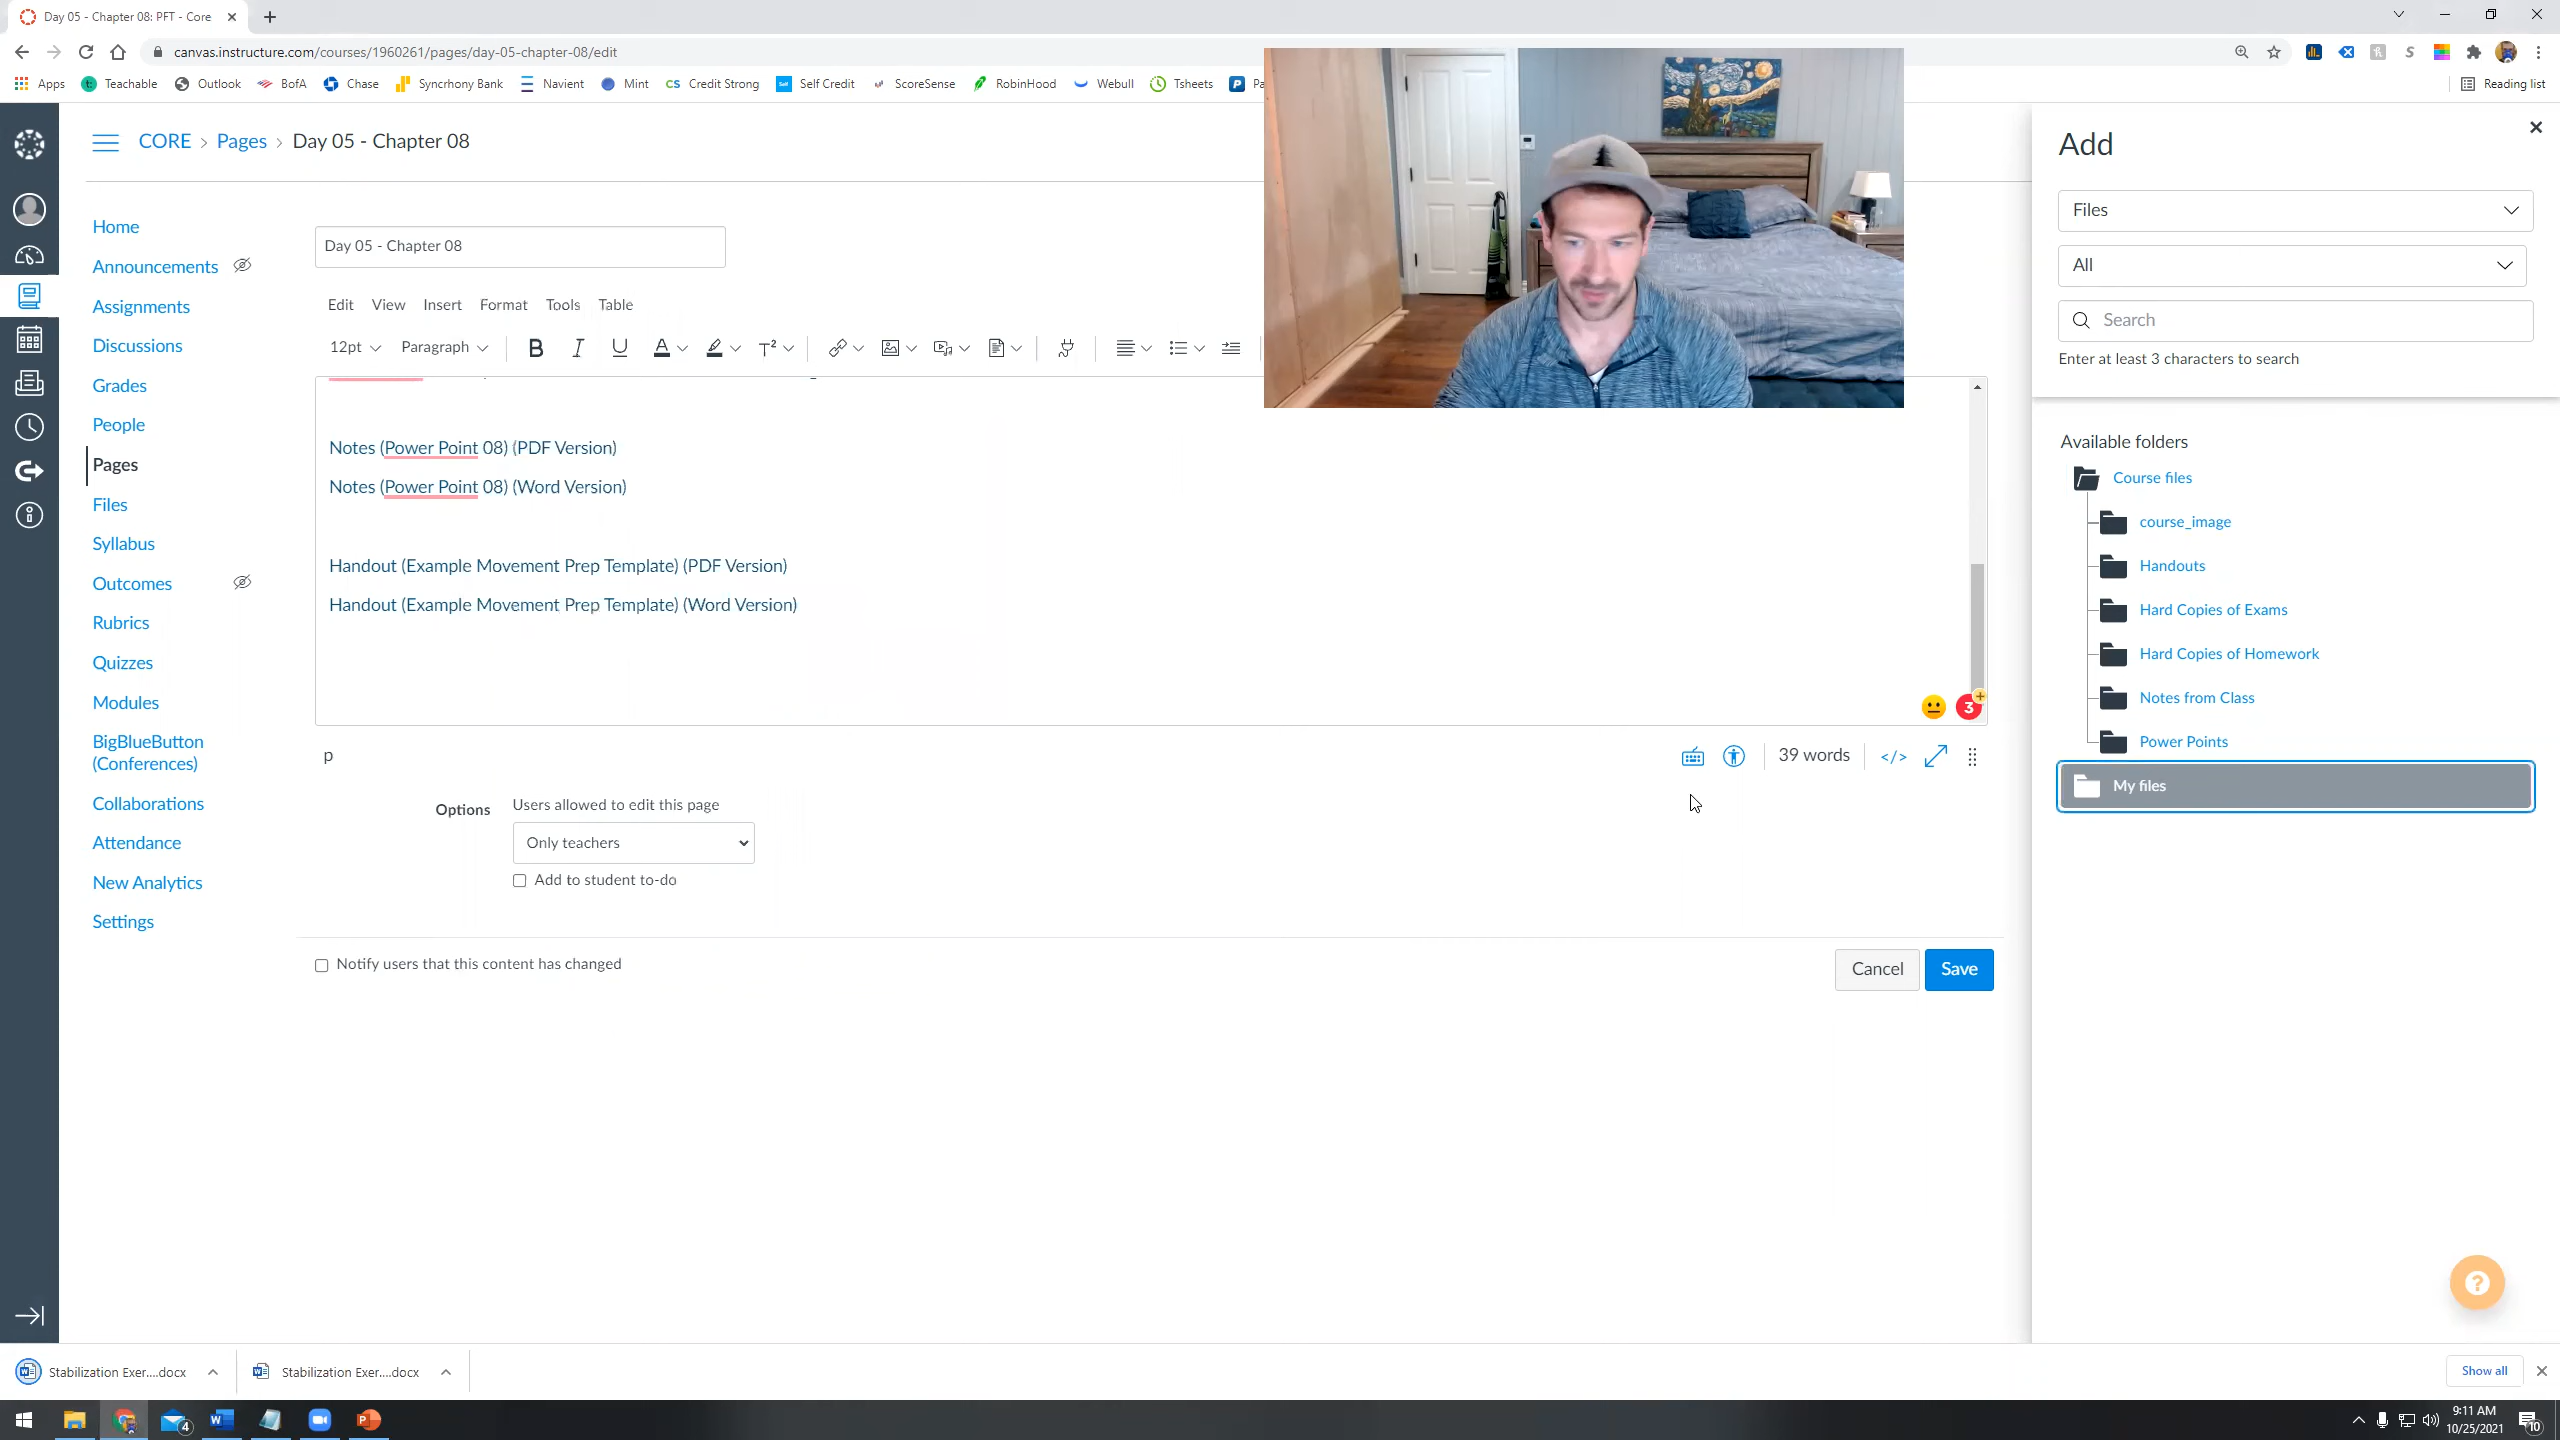 Day 05 - Chapter 08: PFT - Core
canvas.instructure.com/courses/1960261/pages/day-05-chapter-08/edit
Apps Teachable Outlook BofA Chase Syncrhony Bank Navient Mint CS Credit Strong Self Credit ScoreSense RobinHood Webull Tsheets Reading list
CORE > Pages > Day 05 - Chapter 08
Home
Announcements
Assignments
Discussions
Grades
People
Pages
Files
Syllabus
Outcomes
Rubrics
Quizzes
Modules
BigBlueButton
(Conferences)
Collaborations
Attendance
New Analytics
Settings
Day 05 - Chapter 08
Edit View Insert Format Tools Table
12pt Paragraph B I U A T²
Notes (Power Point 08) (PDF Version)
Notes (Power Point 08) (Word Version)
Handout (Example Movement Prep Template) (PDF Version)
Handout (Example Movement Prep Template) (Word Version)
3
p
39 words </>
Options
Users allowed to edit this page
Only teachers
Add to student to-do
Notify users that this content has changed
Cancel Save
Add
Files
All
Search
Enter at least 3 characters to search
Available folders
Course files
course_image
Handouts
Hard Copies of Exams
Hard Copies of Homework
Notes from Class
Power Points
My files
Stabilization Exer....docx Stabilization Exer....docx Show all
4
9:11 AM
10/25/2021
10